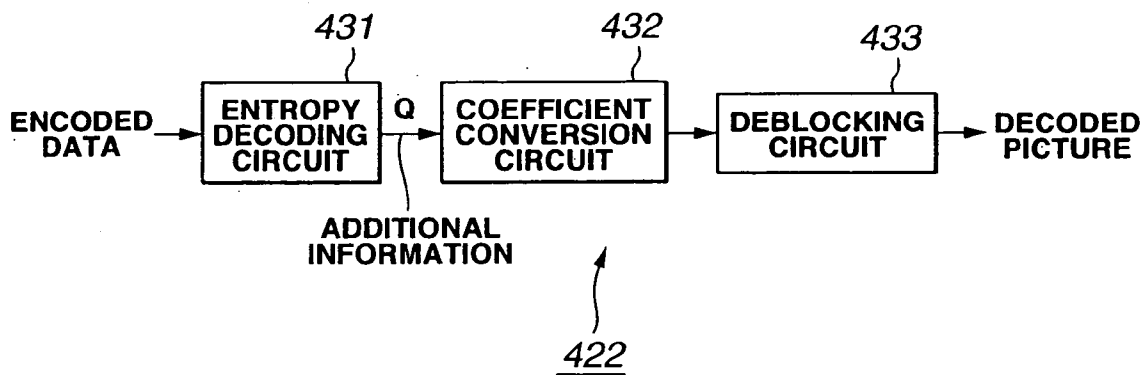 431
432
433
ENCODED
DATA
ENTROPY
DECODING
CIRCUIT
Q
COEFFICIENT
CONVERSION
CIRCUIT
DEBLOCKING
CIRCUIT
DECODED
PICTURE
ADDITIONAL
INFORMATION
422